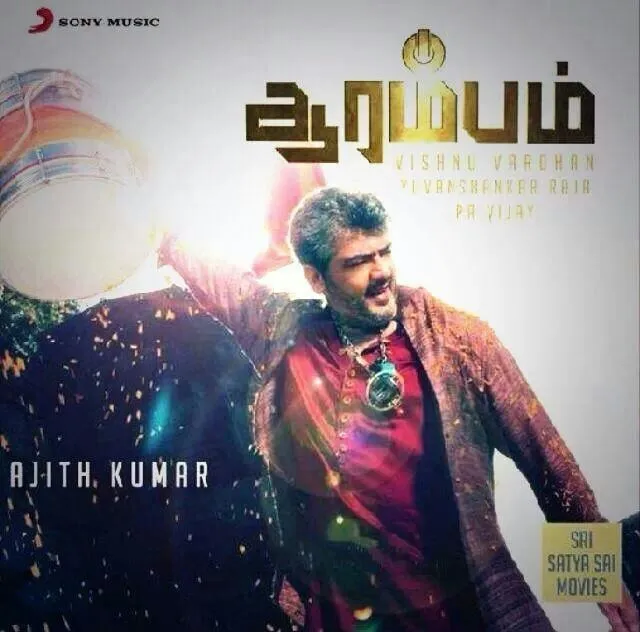 SONY MUSIC
ஆரம்பம்
VISHNU VARDHAN
YUVANSHANKER RAJA
PA VIJAY
AJITH KUMAR
SRI
SATYA SAI
MOVIES